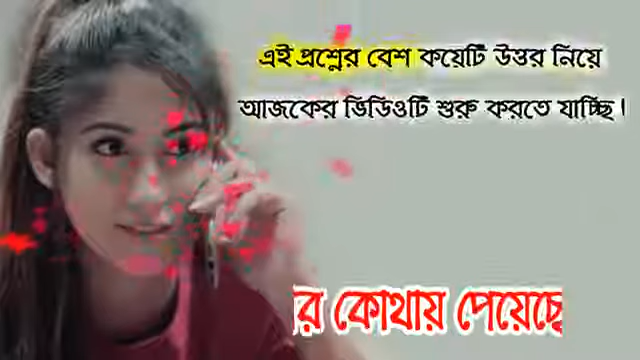 এই প্রশ্নের বেশ কয়েটি উত্তর নিয়ে
আজকের ভিডিওটি শুরু করতে যাচ্ছি!
র কোথায় পেয়েছে